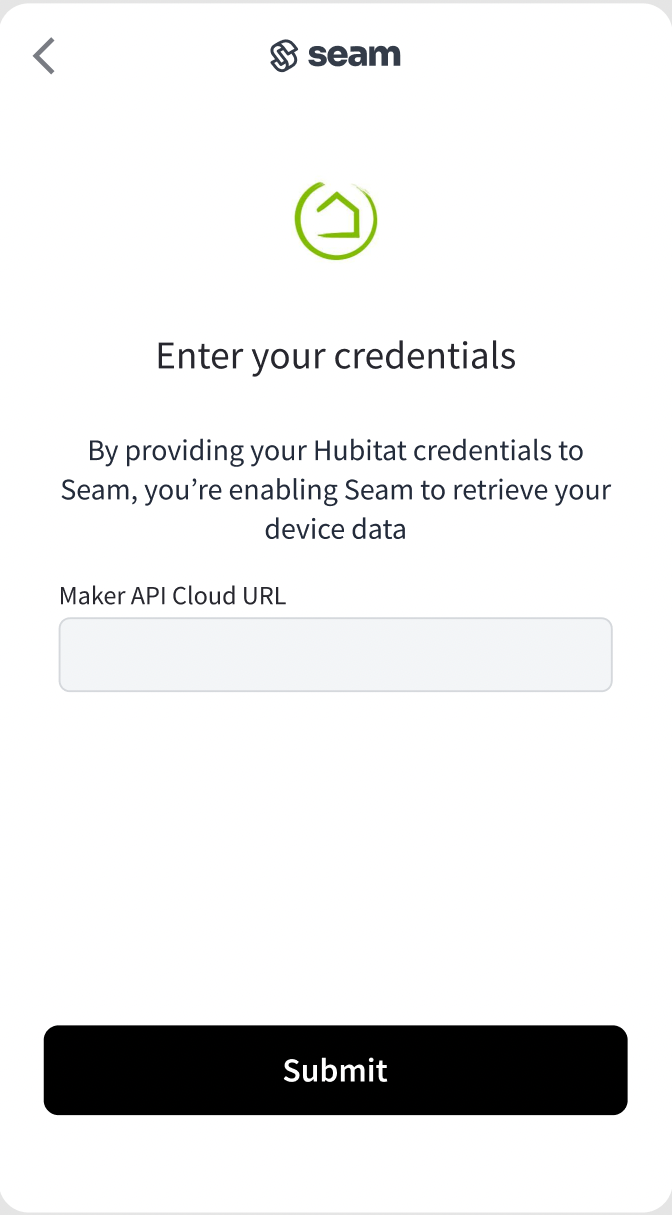 seam
Enter your credentials
By providing your Hubitat credentials to
Seam, you’re enabling Seam to retrieve your
device data
Maker API Cloud URL
Submit